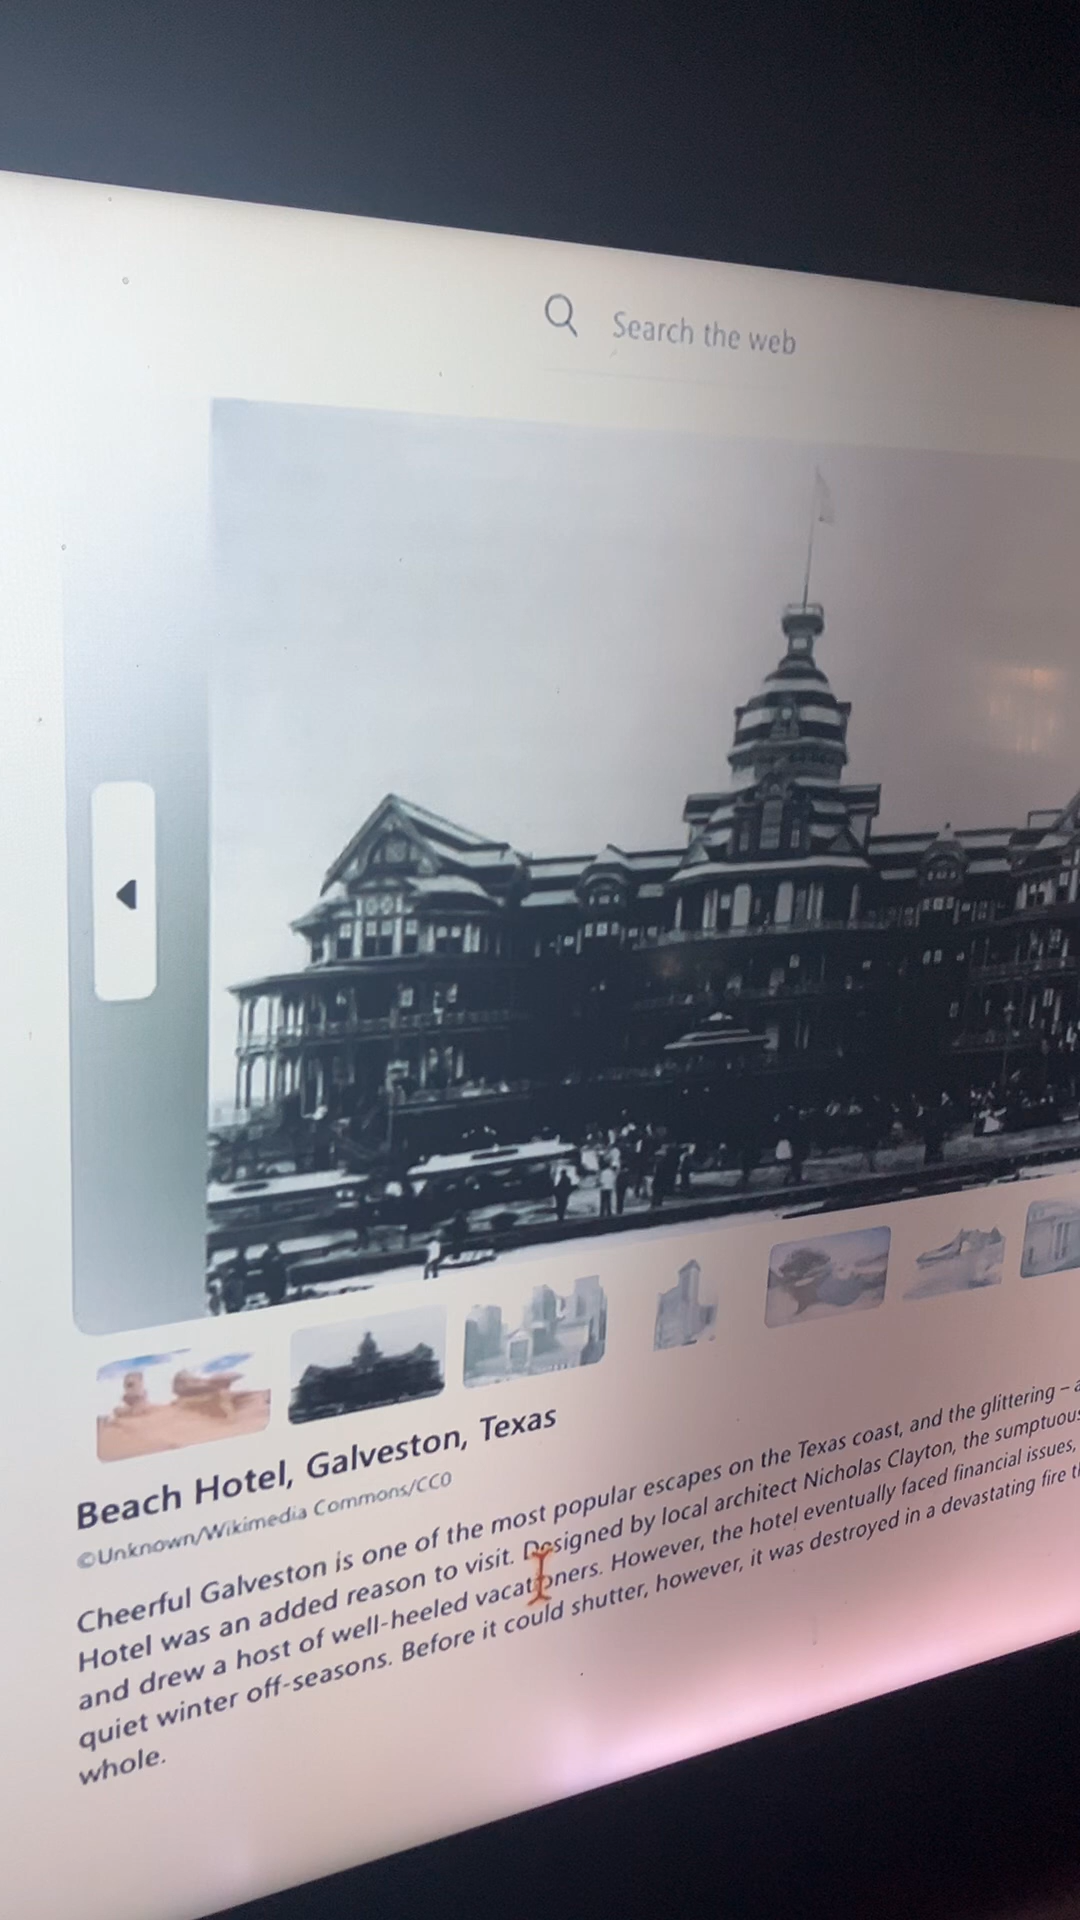 Search the web
Beach Hotel, Galveston, Texas
©Unknown/Wikimedia Commons/CC0
Cheerful Galveston is one of the most popular escapes on the Texas coast, and the glittering –
Hotel was an added reason to visit. Designed by local architect Nicholas Clayton, the sumptuous
and drew a host of well-heeled vacationers. However, the hotel eventually faced financial issues,
quiet winter off-seasons. Before it could shutter, however, it was destroyed in a devastating fire
whole.